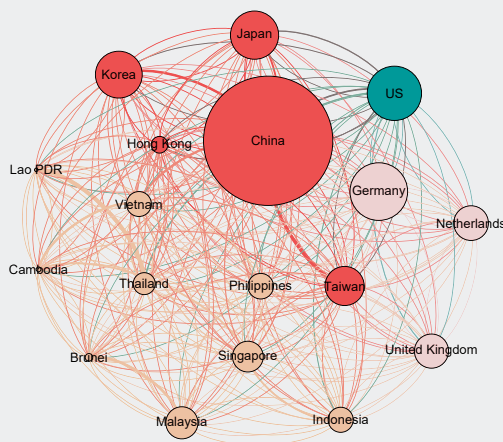 Japan
Korea
US
China
Hong Kong
Lao PDR
Germany
Vietnam
Netherlands
Cambodia
Thailand
Philippines
Taiwan
Brunei
Singapore
United Kingdom
Malaysia
Indonesia